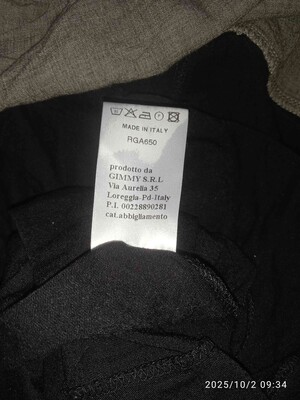 MADE IN ITALY
RGA650
prodotto da
GIMMY S.R.L
Via Aurelia 35
Loreggia Pd-Italy
P.I. 00228890281
cat.abbigliamento
2025/10/2 09:34